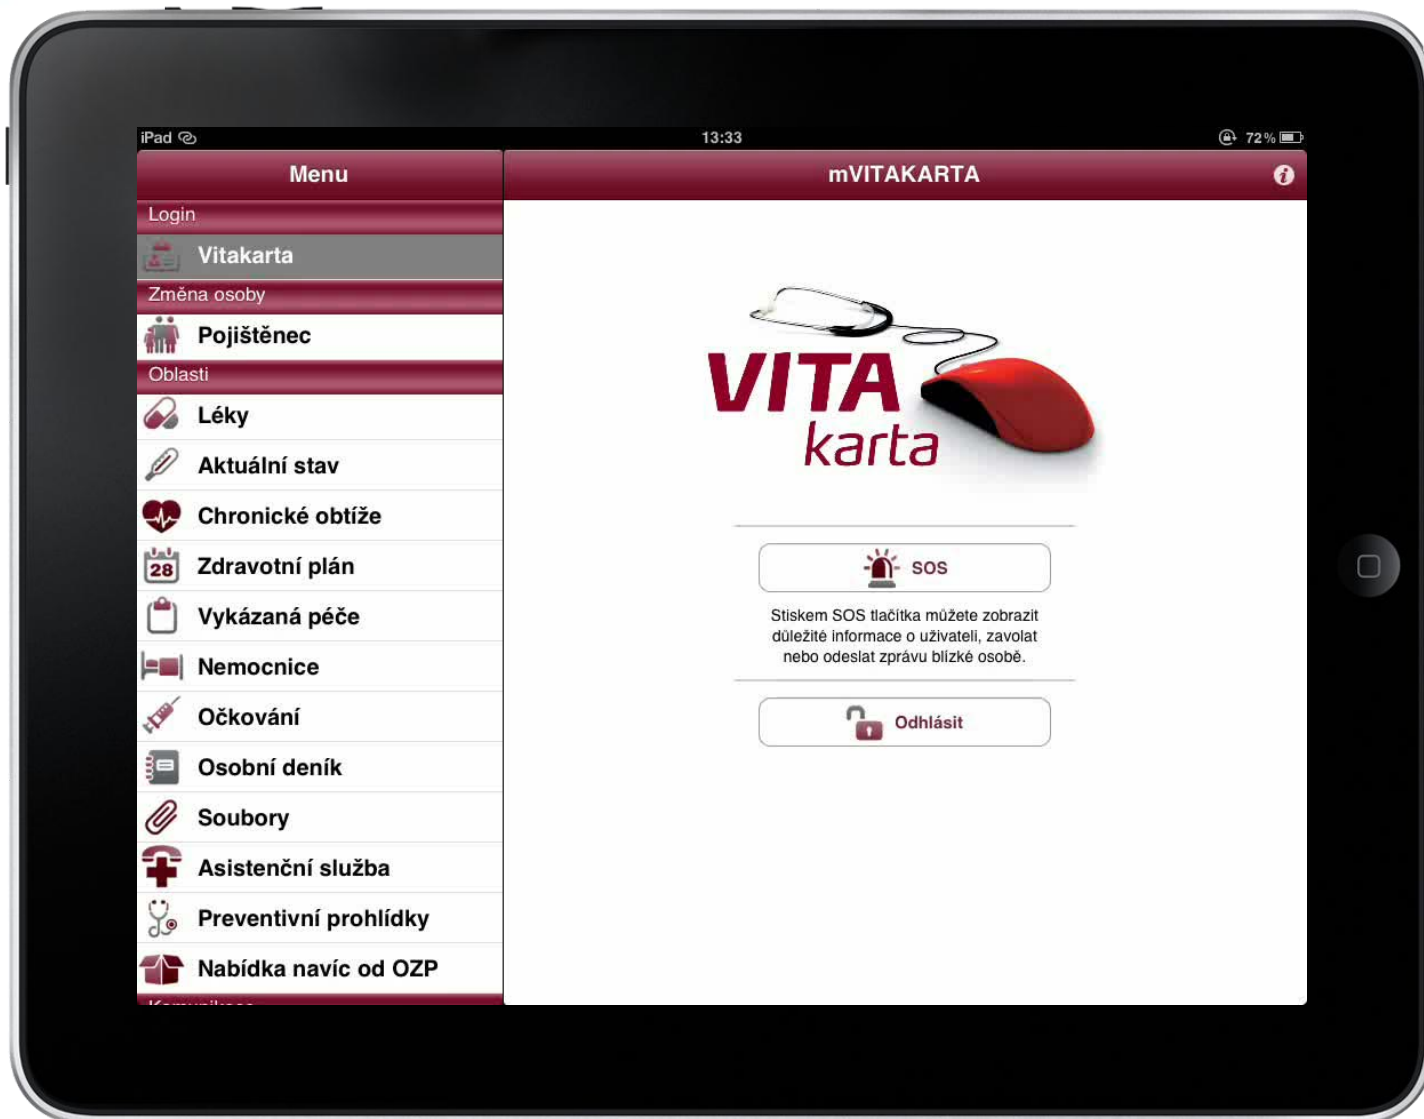 iPad 13:33 72%
Menu
mVITAKARTA
Login
Vitakarta
Změna osoby
Pojištěnec
Oblasti
Léky
Aktuální stav
Chronické obtíže
28
Zdravotní plán
Vykázaná péče
Nemocnice
Očkování
Osobní deník
Soubory
Asistenční služba
Preventivní prohlídky
Nabídka navíc od OZP
VITA
karta
SOS
Stiskem SOS tlačítka můžete zobrazit
důležité informace o uživateli, zavolat
nebo odeslat zprávu blízké osobě.
Odhlásit